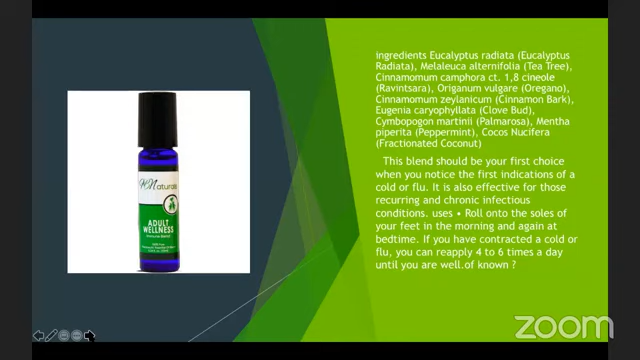 ingredients Eucalyptus radiata (Eucalyptus
Radiata), Melaleuca alternifolia (Tea Tree),
Cinnamomum camphora ct. 1,8 cineole
(Ravintsara), Origanum vulgare (Oregano),
Cinnamomum zeylanicum (Cinnamon Bark),
Eugenia caryophyllata (Clove Bud),
Cymbopogon martinii (Palmarosa), Mentha
piperita (Peppermint), Cocos Nucifera
(Fractionated Coconut)
This blend should be your first choice
when you notice the first indications of a
cold or flu. It is also effective for those
recurring and chronic infectious
conditions. uses • Roll onto the soles of
your feet in the morning and again at
bedtime. If you have contracted a cold or
flu, you can reapply 4 to 6 times a day
until you are well.of known ?
Naturals
ADULT
WELLNESS
zoom